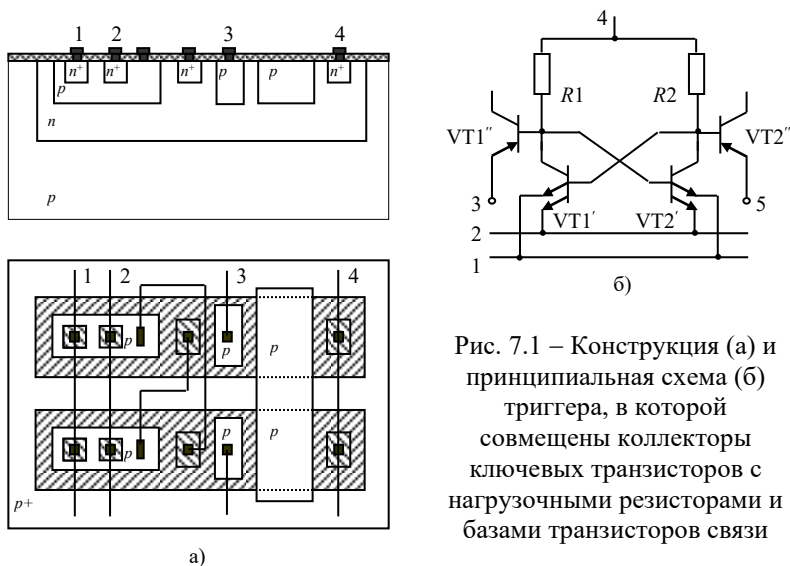 1 2 3 4
n+ n+ n+ p p n+
p
n
p
1 2 3 4
p p p
p p p
p+
а)
4
R1 R2
VT1″ VT2″
3 VT1′ VT2′ 5
2
1
б)
Рис. 7.1 – Конструкция (а) и
принципиальная схема (б)
триггера, в которой
совмещены коллекторы
ключевых транзисторов с
нагрузочными резисторами и
базами транзисторов связи